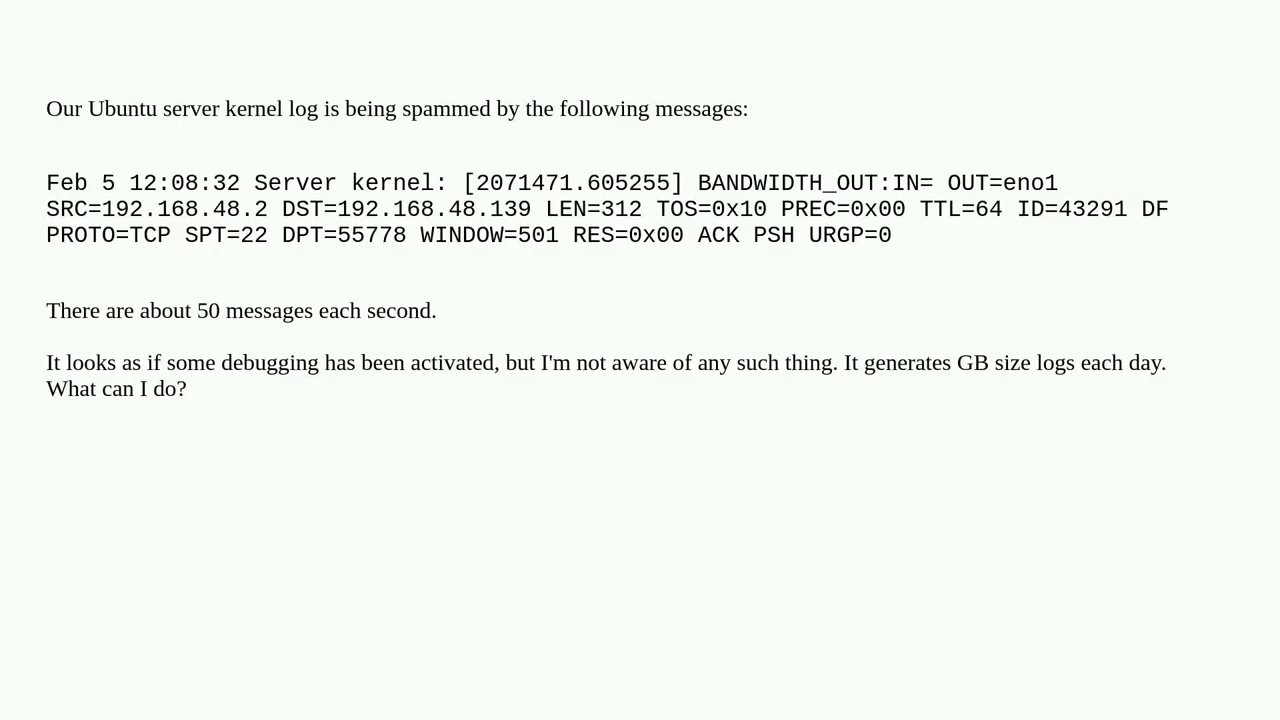 Our Ubuntu server kernel log is being spammed by the following messages:
Feb 5 12:08:32 Server kernel: [2071471.605255] BANDWIDTH_OUT:IN= OUT=eno1
SRC=192.168.48.2 DST=192.168.48.139 LEN=312 TOS=0x10 PREC=0x00 TTL=64 ID=43291 DF
PROTO=TCP SPT=22 DPT=55778 WINDOW=501 RES=0x00 ACK PSH URGP=0
There are about 50 messages each second.
It looks as if some debugging has been activated, but I'm not aware of any such thing. It generates GB size logs each day.
What can I do?